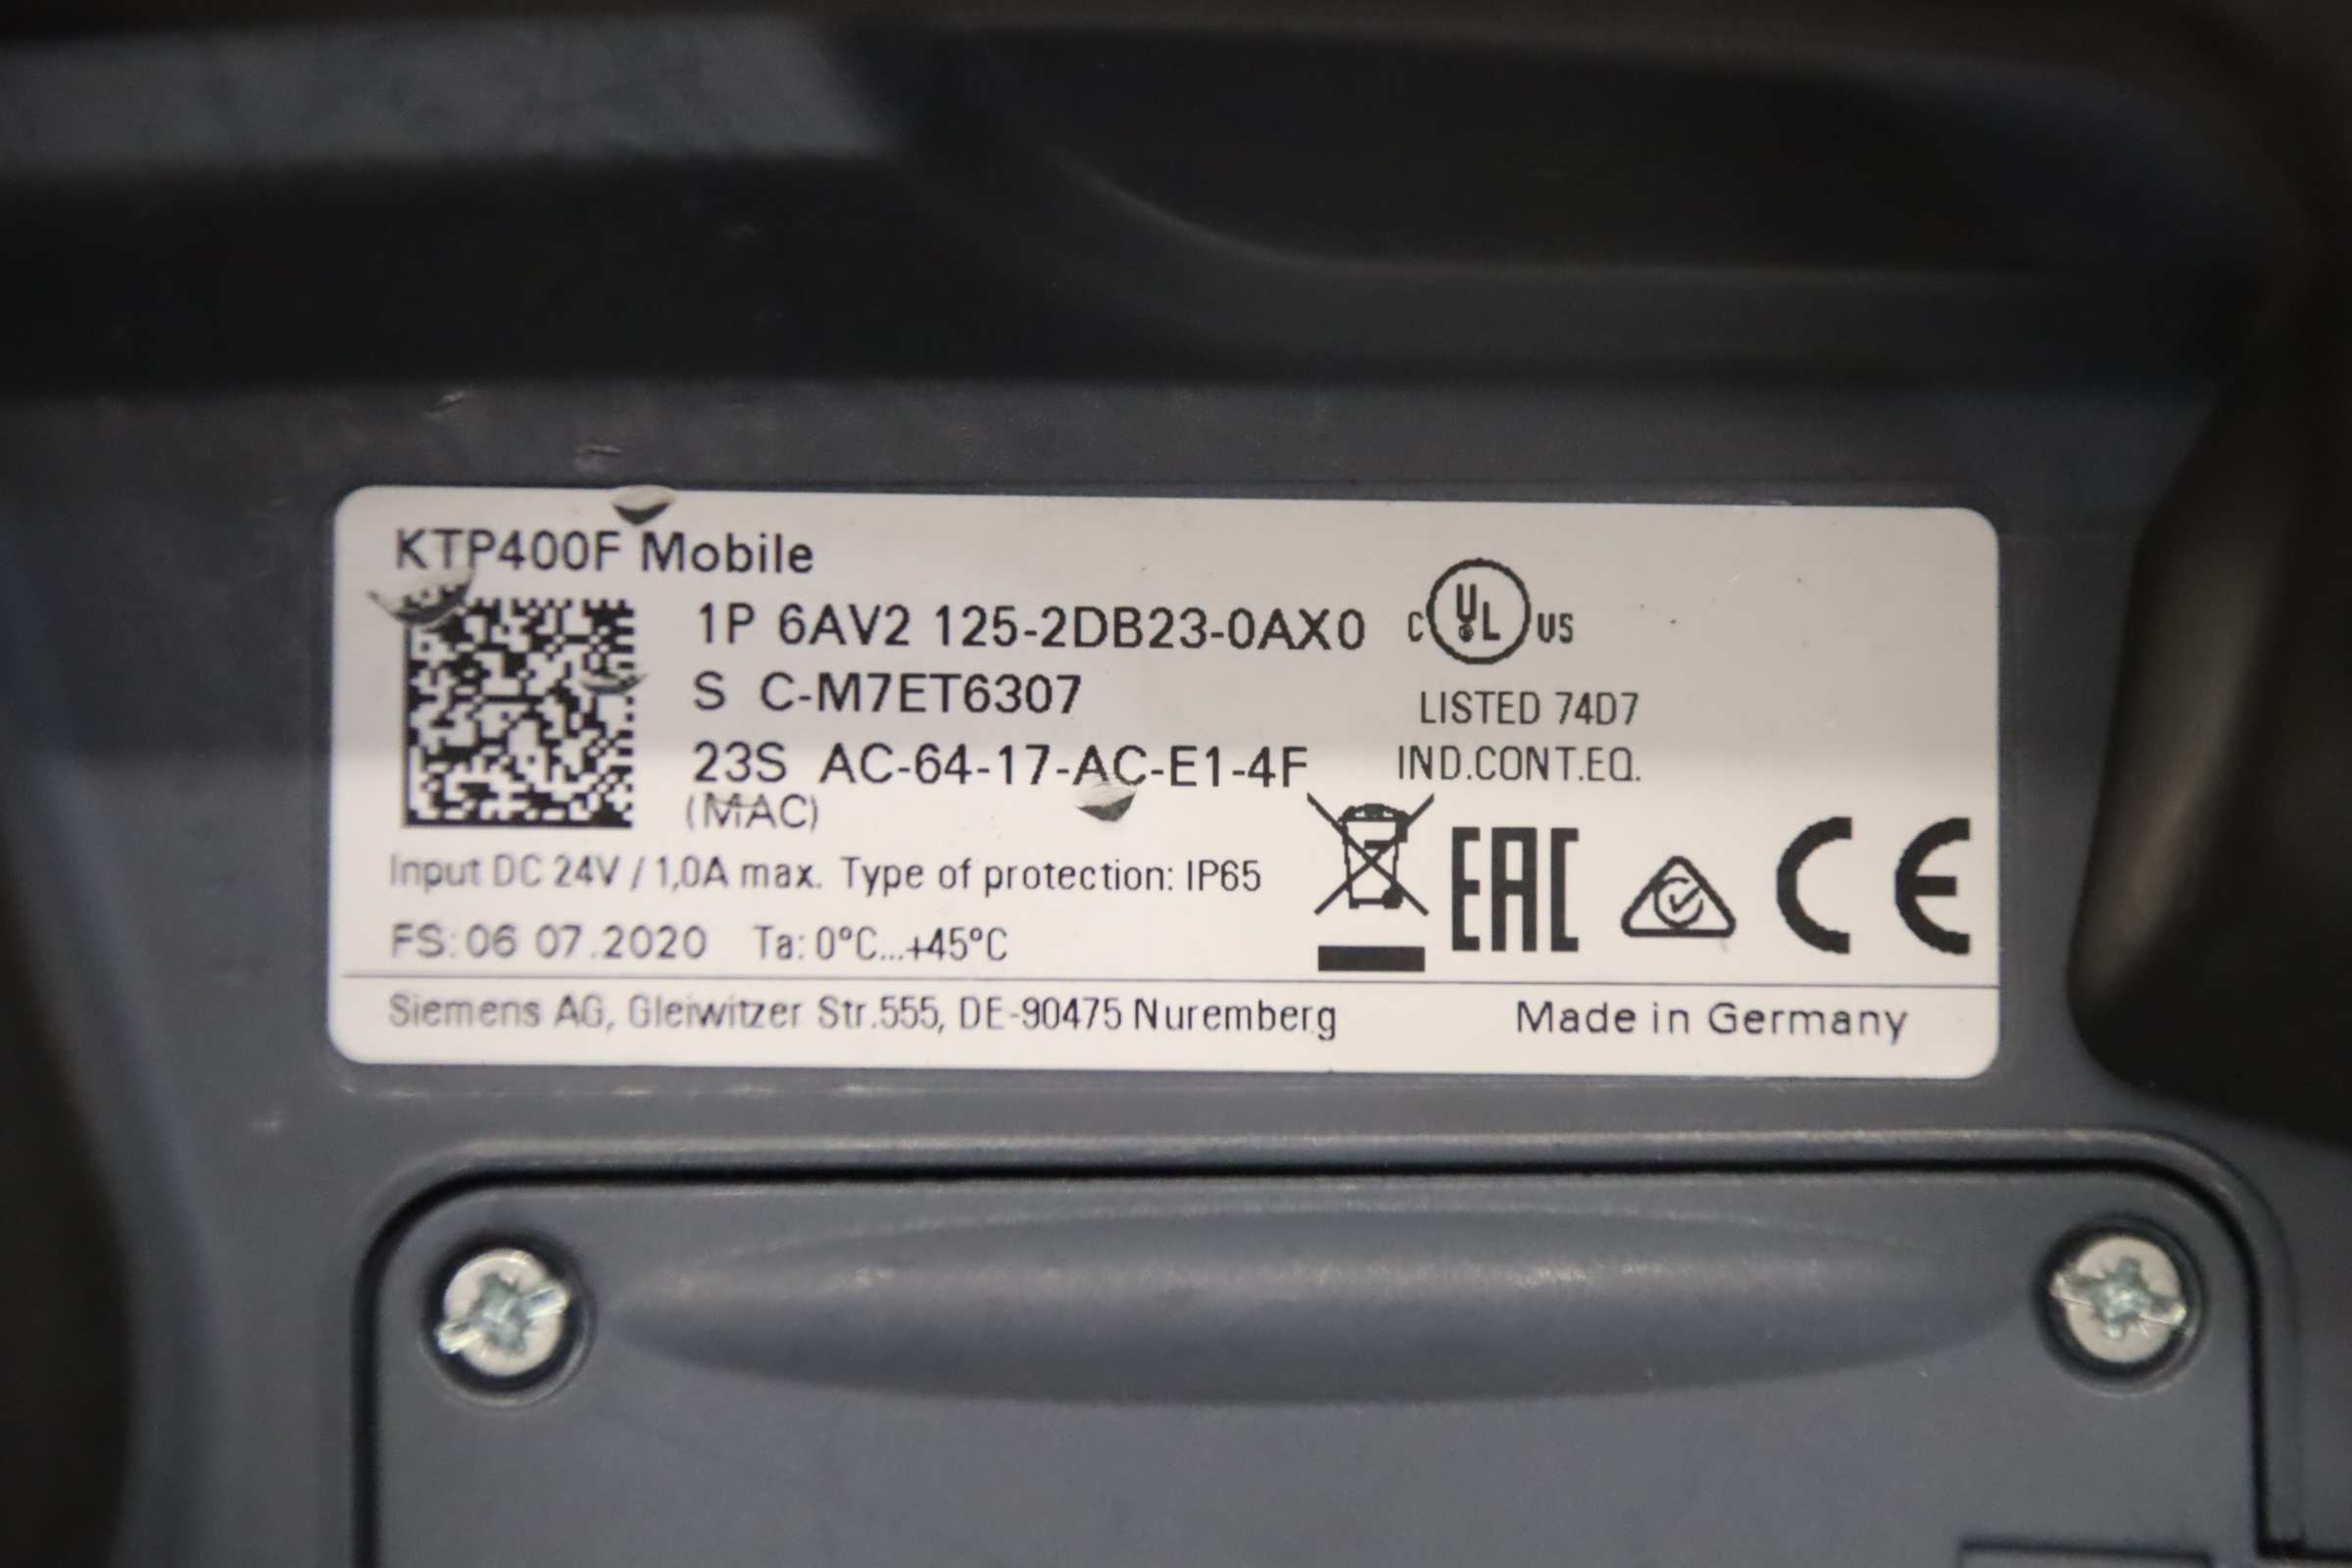 KTP400F Mobile
1P 6AV2 125-2DB23-0AX0
S C-M7ET6307
23S AC-64-17-AC-E1-4F
(MAC)
C UL US
LISTED 74D7
IND.CONT.EQ.
Input DC 24V / 1,0A max. Type of protection: IP65
FS: 06 07.2020 Ta: 0°C...+45°C
EAC CE
Siemens AG, Gleiwitzer Str.555, DE-90475 Nuremberg
Made in Germany